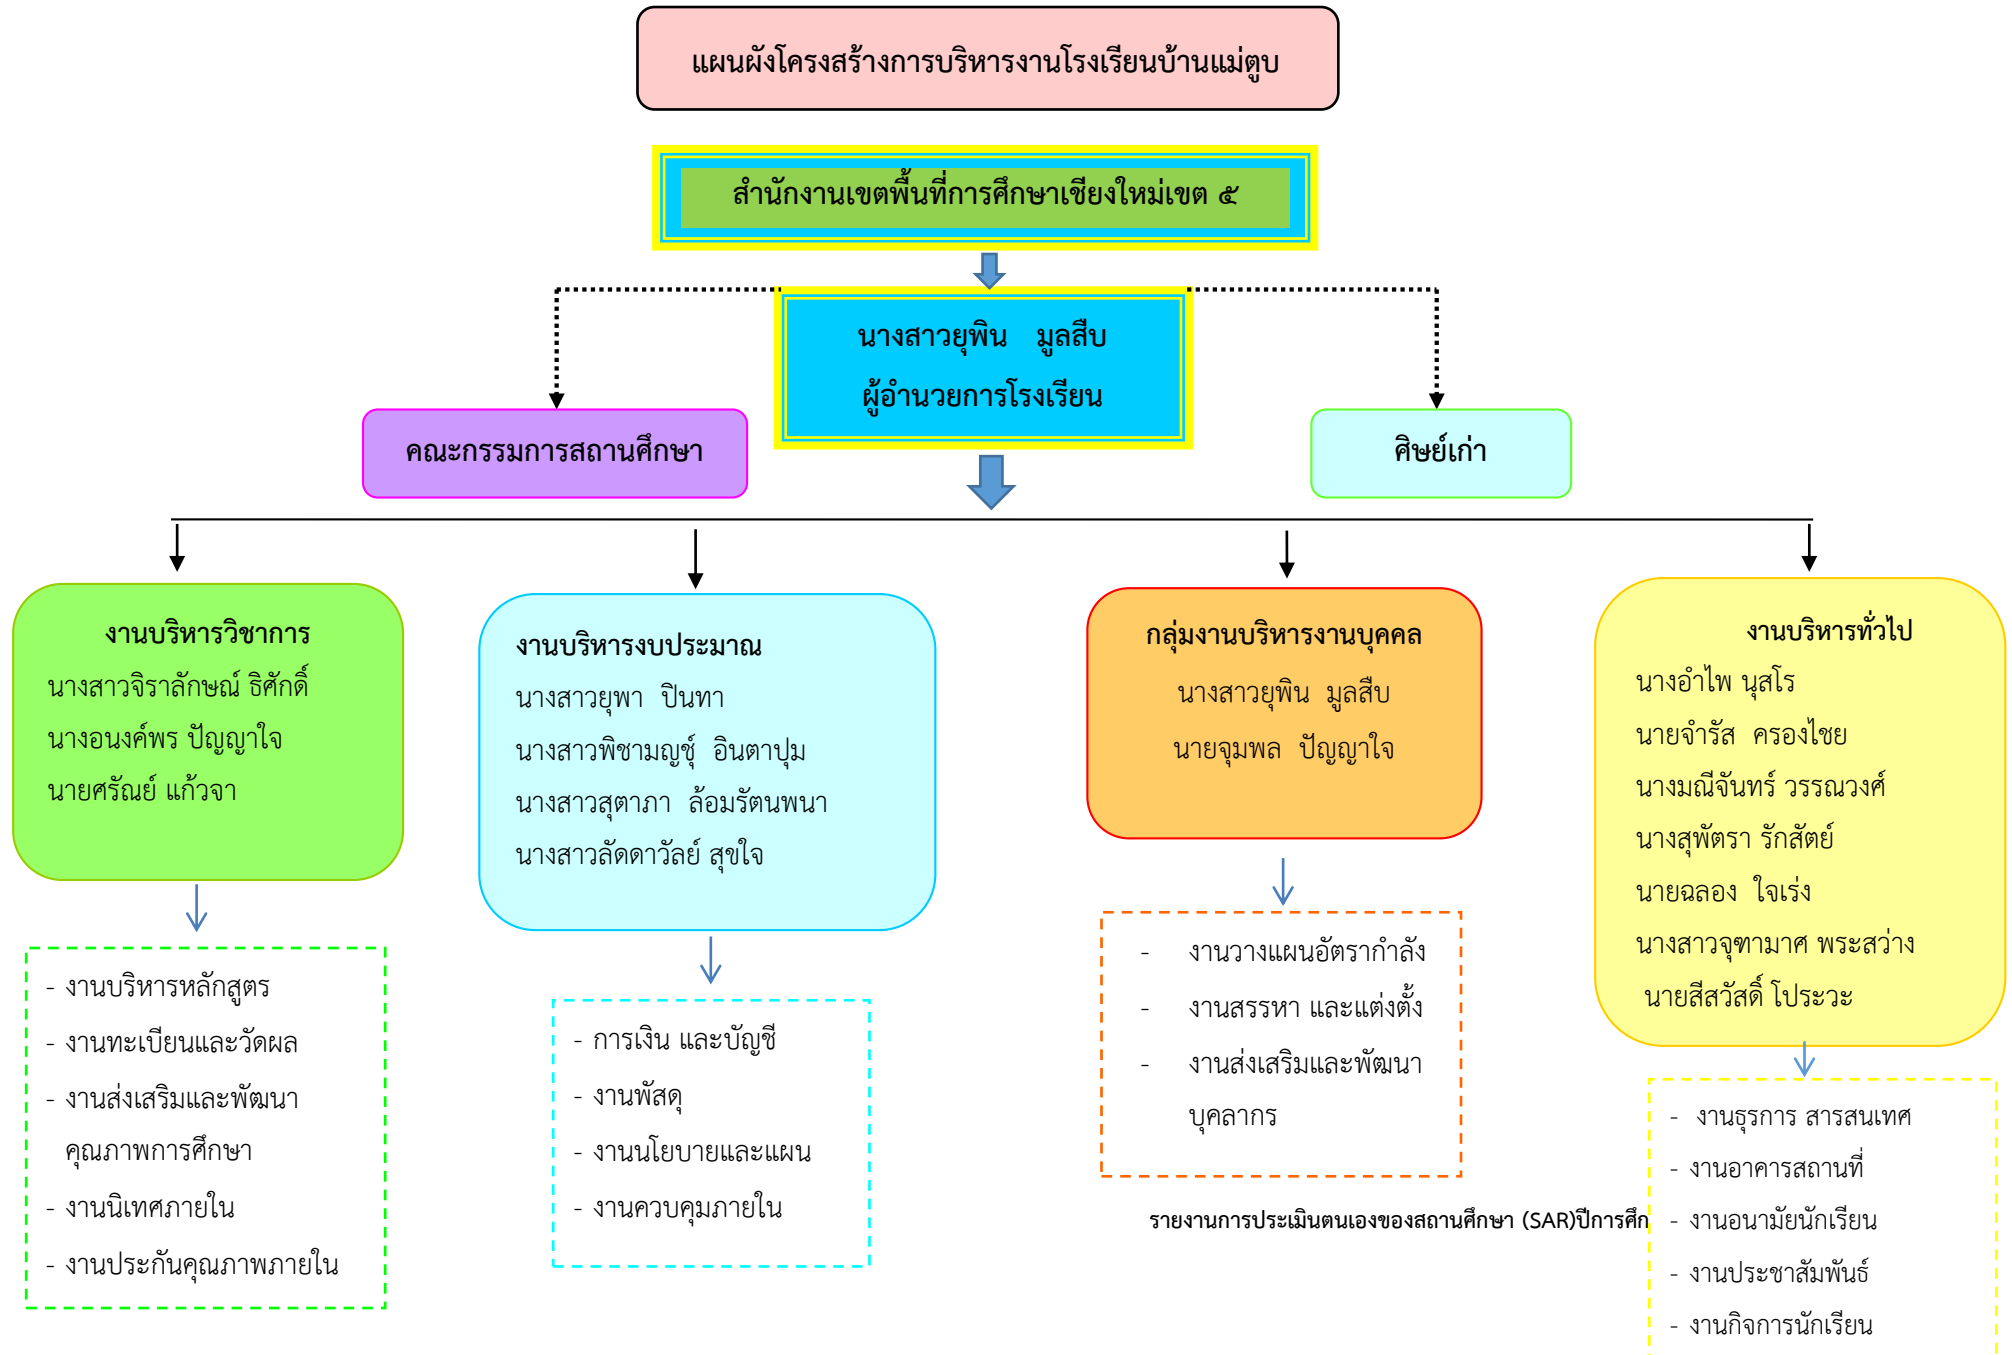 แผนผังโครงสร้างการบริหารงานโรงเรียนบ้านแม่ตูบ
สำนักงานเขตพื้นที่การศึกษาเชียงใหม่เขต ๕
นางสาวยุพิน มูลสืบ
ผู้อำนวยการโรงเรียน
คณะกรรมการสถานศึกษา
ศิษย์เก่า
งานบริหารวิชาการ
นางสาวจิราลักษณ์ ธิศักดิ์
นางอนงค์พร ปัญญาใจ
นายศรัณย์ แก้วจา
งานบริหารงบประมาณ
นางสาวยุพา ปินทา
นางสาวพิชามญชุ์ อินตาปุม
นางสาวสุตาภา ล้อมรัตนพนา
นางสาวลัดดาวัลย์ สุขใจ
กลุ่มงานบริหารงานบุคคล
นางสาวยุพิน มูลสืบ
นายจุมพล ปัญญาใจ
งานบริหารทั่วไป
นางอำไพ นุสโร
นายจำรัส ครองไชย
นางมณีจันทร์ วรรณวงศ์
นางสุพัตรา รักสัตย์
นายฉลอง ใจเร่ง
นางสาวจุฑามาศ พระสว่าง
นายสีสวัสดิ์ โประวะ
- งานบริหารหลักสูตร
- งานทะเบียนและวัดผล
- งานส่งเสริมและพัฒนา
คุณภาพการศึกษา
- งานนิเทศภายใน
- งานประกันคุณภาพภายใน
- การเงิน และบัญชี
- งานพัสดุ
- งานนโยบายและแผน
- งานควบคุมภายใน
- งานวางแผนอัตรากำลัง
- งานสรรหา และแต่งตั้ง
- งานส่งเสริมและพัฒนา
บุคลากร
รายงานการประเมินตนเองของสถานศึกษา (SAR)ปีการศึก
- งานธุรการ สารสนเทศ
- งานอาคารสถานที่
- งานอนามัยนักเรียน
- งานประชาสัมพันธ์
- งานกิจการนักเรียน